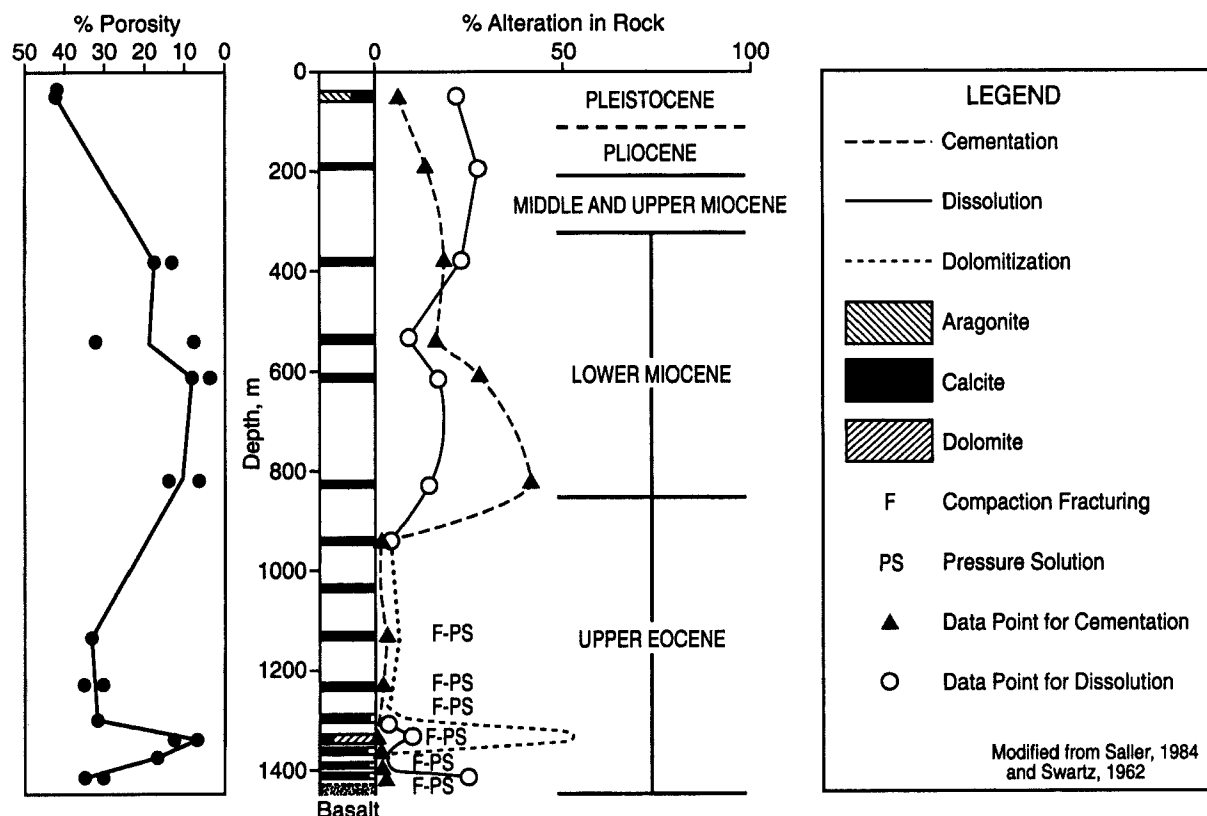 % Porosity
50 40 30 20 10 0
% Alteration in Rock
0 50 100
Depth, m
0
200
400
600
800
1000
1200
1400
Basalt
PLEISTOCENE
PLIOCENE
MIDDLE AND UPPER MIOCENE
LOWER MIOCENE
UPPER EOCENE
F-PS
F-PS
F-PS
F-PS
F-PS
F-PS
LEGEND
Cementation
Dissolution
Dolomitization
Aragonite
Calcite
Dolomite
F Compaction Fracturing
PS Pressure Solution
Data Point for Cementation
Data Point for Dissolution
Modified from Saller, 1984
and Swartz, 1962